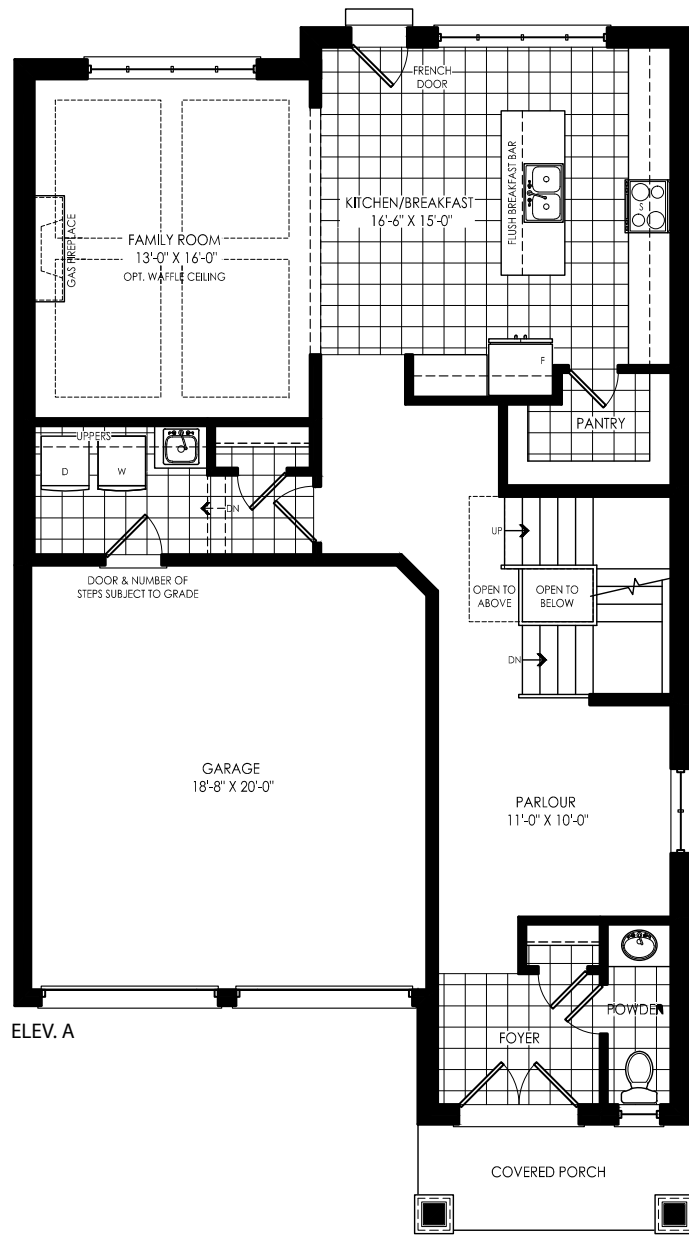 FRENCH
DOOR
FLUSH BREAKFAST BAR
KITCHEN/BREAKFAST
16'-6" X 15'-0"
S
GAS FIREPLACE
FAMILY ROOM
13'-0" X 16'-0"
OPT. WAFFLE CEILING
F
PANTRY
UPPERS
D
W
DN
UP
OPEN TO
ABOVE
OPEN TO
BELOW
DOOR & NUMBER OF
STEPS SUBJECT TO GRADE
DN
GARAGE
18'-8" X 20'-0"
PARLOUR
11'-0" X 10'-0"
POWDER
ELEV. A
FOYER
COVERED PORCH